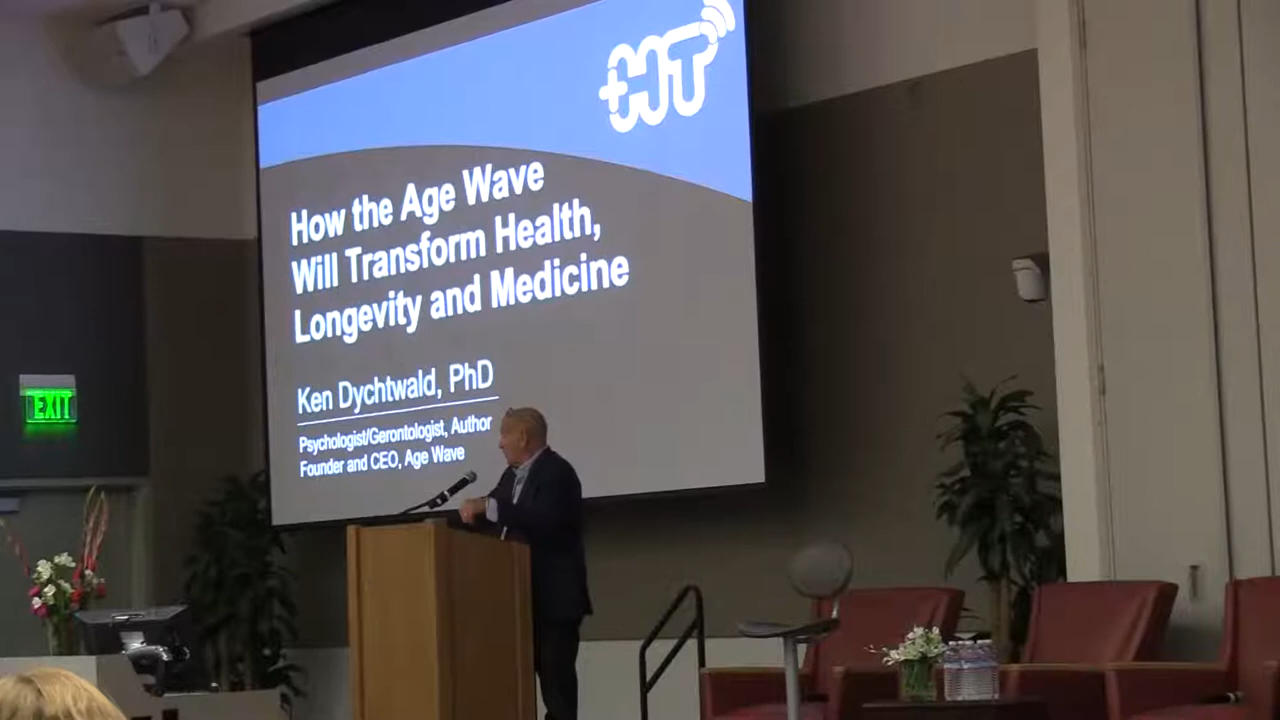 HT
How the Age Wave
Will Transform Health,
Longevity and Medicine
Ken Dychtwald, PhD
Psychologist/Gerontologist, Author
Founder and CEO, Age Wave
EXIT